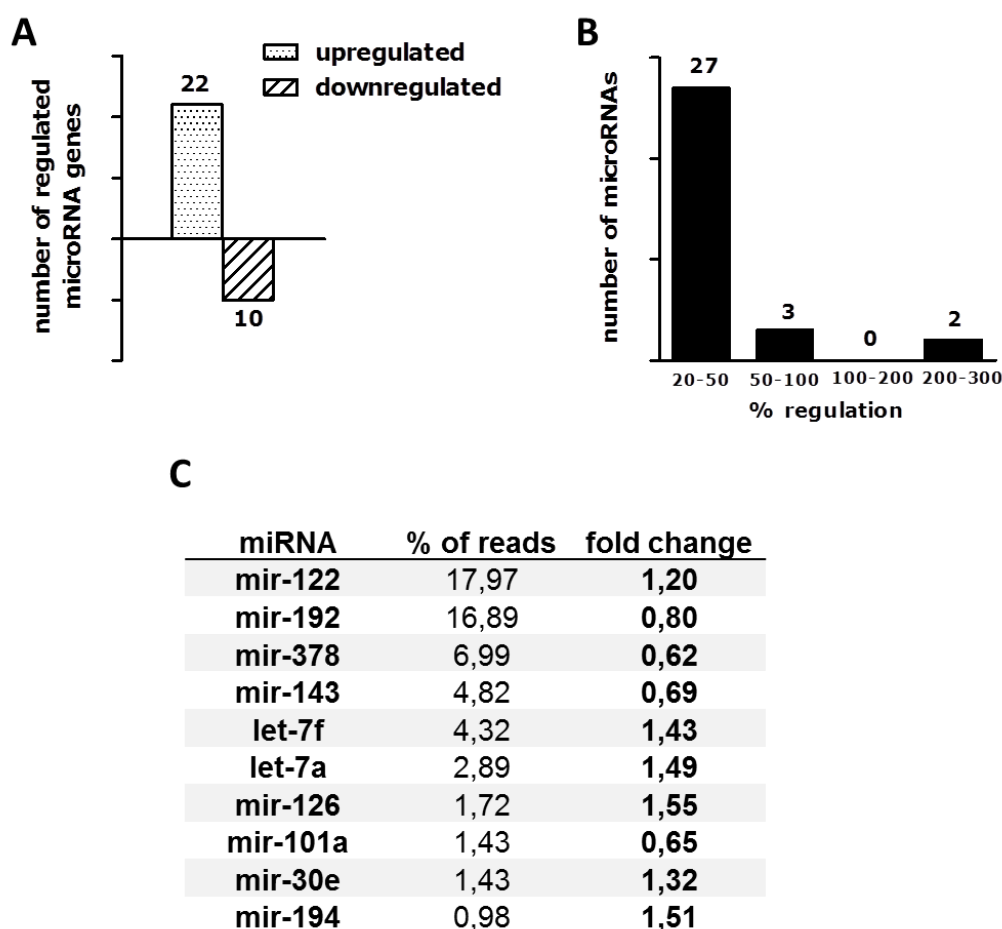 A
upregulated
downregulated
22
10
number of regulated
microRNA genes
B
number of microRNAs
27
3
0
2
20-50 50-100 100-200 200-300
% regulation
C
miRNA % of reads fold change
mir-122 17,97 1,20
mir-192 16,89 0,80
mir-378 6,99 0,62
mir-143 4,82 0,69
let-7f 4,32 1,43
let-7a 2,89 1,49
mir-126 1,72 1,55
mir-101a 1,43 0,65
mir-30e 1,43 1,32
mir-194 0,98 1,51